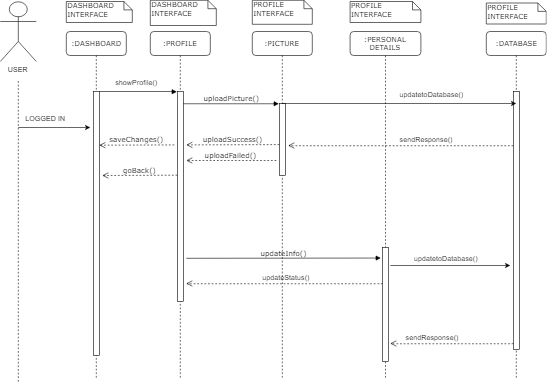 DASHBOARD
INTERFACE
DASHBOARD
INTERFACE
PROFILE
INTERFACE
PROFILE
INTERFACE
PROFILE
INTERFACE
:DASHBOARD
:PROFILE
:PICTURE
:PERSONAL
DETAILS
:DATABASE
USER
showProfile()
uploadPicture()
updatetoDatabase()
LOGGED IN
saveChanges()
uploadSuccess()
sendResponse()
uploadFailed()
goBack()
updateInfo()
updatetoDatabase()
updateStatus()
sendResponse()